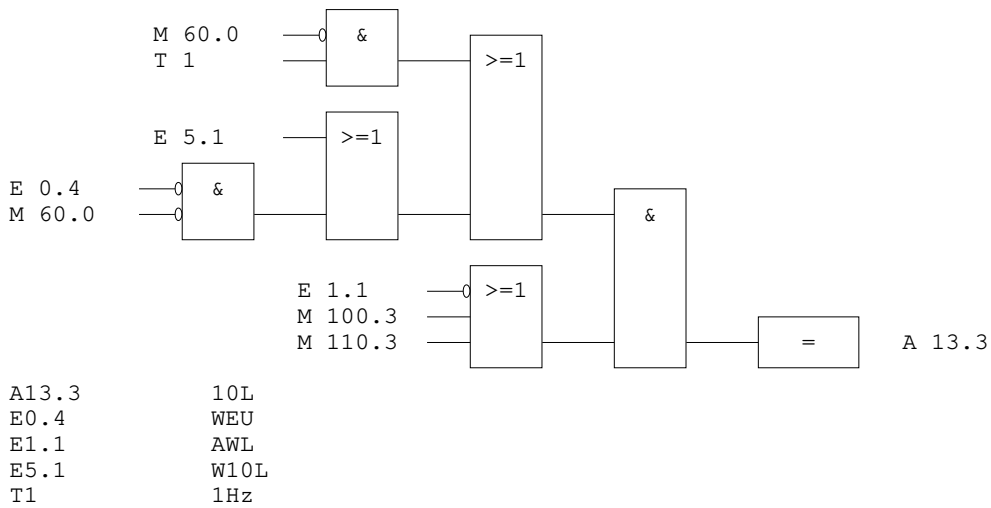 M 60.0 &
T 1 >=1
E 5.1 >=1
E 0.4 &
M 60.0 &
E 1.1 >=1
M 100.3
M 110.3 = A 13.3
A13.3 10L
E0.4 WEU
E1.1 AWL
E5.1 W10L
T1 1Hz